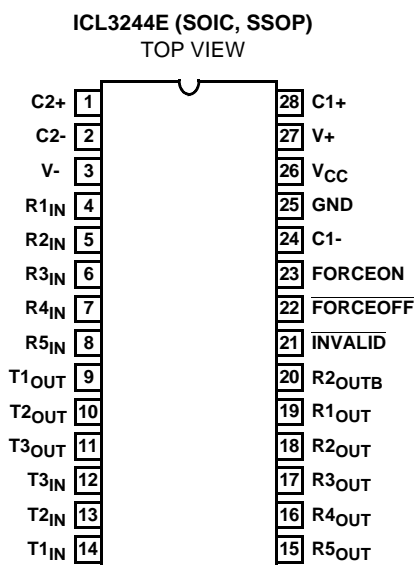 ICL3244E (SOIC, SSOP)
TOP VIEW
C2+ 1 28 C1+
C2- 2 27 V+
V- 3 26 VCC
R1IN 4 25 GND
R2IN 5 24 C1-
R3IN 6 23 FORCEON
R4IN 7 22 FORCEOFF
R5IN 8 21 INVALID
T1OUT 9 20 R2OUTB
T2OUT 10 19 R1OUT
T3OUT 11 18 R2OUT
T3IN 12 17 R3OUT
T2IN 13 16 R4OUT
T1IN 14 15 R5OUT